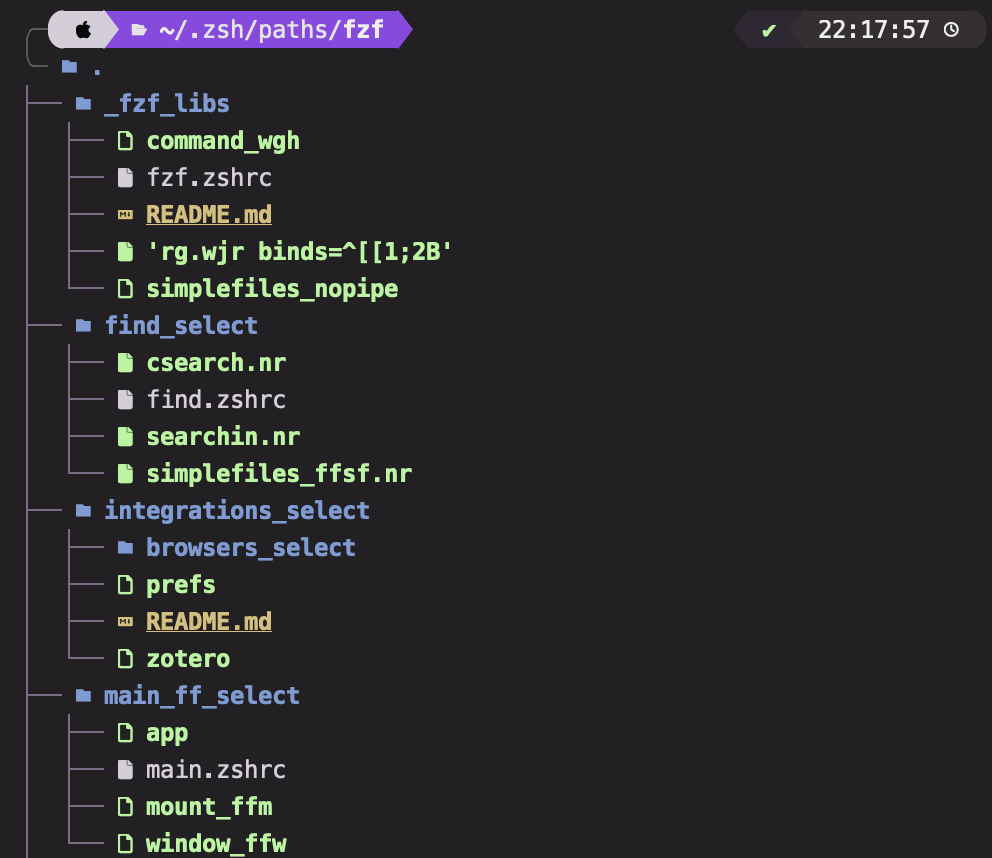 ~/.zsh/paths/fzf ✔ 22:17:57
.
_fzf_libs
command_wgh
fzf.zshrc
README.md
'rg.wjr binds=^[[1;2B'
simplefiles_nopipe
find_select
csearch.nr
find.zshrc
searchin.nr
simplefiles_ffsf.nr
integrations_select
browsers_select
prefs
README.md
zotero
main_ff_select
app
main.zshrc
mount_ffm
window_ffw